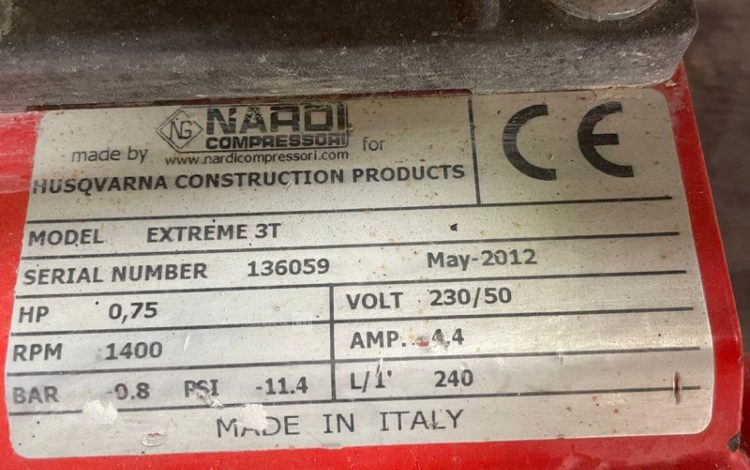 NG NARDI
COMPRESSORI
made by www.nardicompressori.com for
HUSQVARNA CONSTRUCTION PRODUCTS
CE
MODEL EXTREME 3T
SERIAL NUMBER 136059 May-2012
HP 0,75 VOLT 230/50
RPM 1400 AMP. 4,4
BAR -0.8 PSI -11.4 L/1' 240
MADE IN ITALY